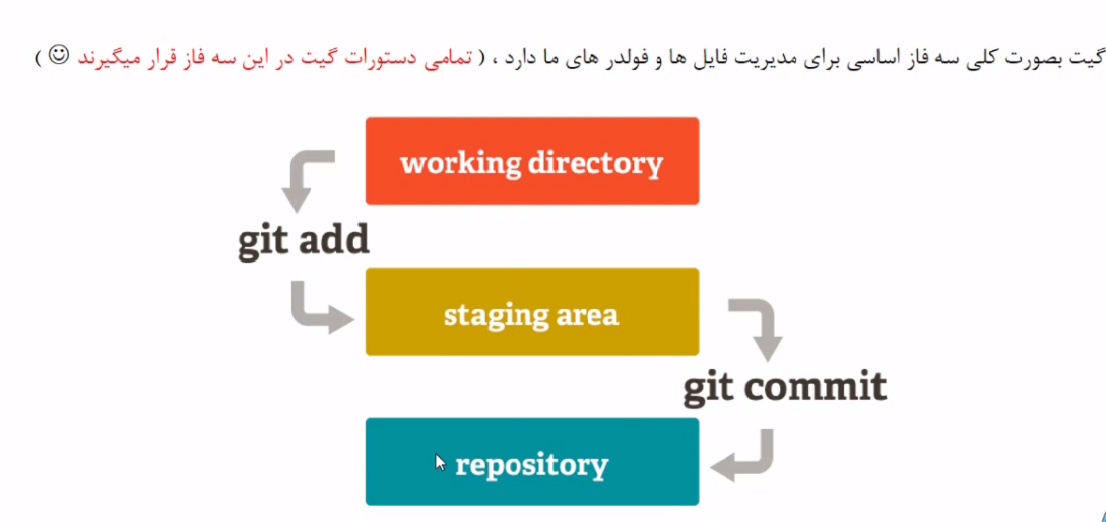 گیت بصورت کلی سه فاز اساسی برای مدیریت فایل ها و فولدر های ما دارد ، ( تمامی دستورات گیت در این سه فاز قرار میگیرند ☺ )
working directory
git add
staging area
git commit
repository